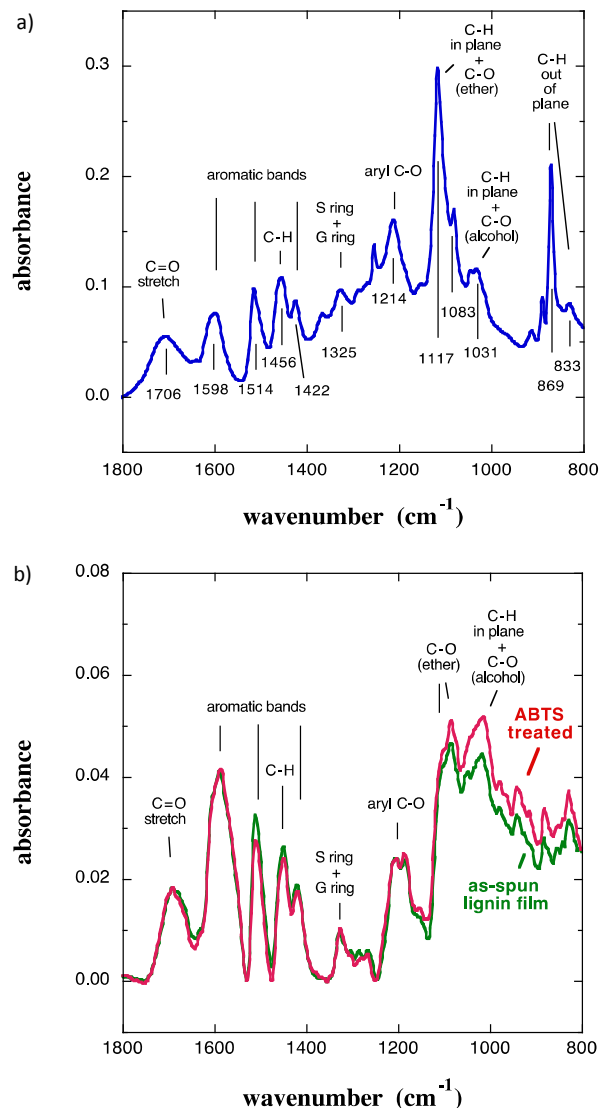 a)
C-H
in plane
+
C-O
(ether)
C-H
out
of
plane
0.3
aromatic bands
aryl C-O
C-H
in plane
+
C-O
(alcohol)
0.2
S ring
+
G ring
C-H
C=O
stretch
absorbance
0.1
0.0
1706
1598
1514
1456
1422
1325
1214
1117
1083
1031
869
833
1800
1600
1400
1200
1000
800
wavenumber (cm-1)
b)
0.08
C-H
in plane
+
C-O
(alcohol)
C-O
(ether)
0.06
aromatic bands
ABTS
treated
C-H
C=O
stretch
0.04
aryl C-O
S ring
+
G ring
as-spun
lignin film
absorbance
0.02
0.00
1800
1600
1400
1200
1000
800
wavenumber (cm-1)